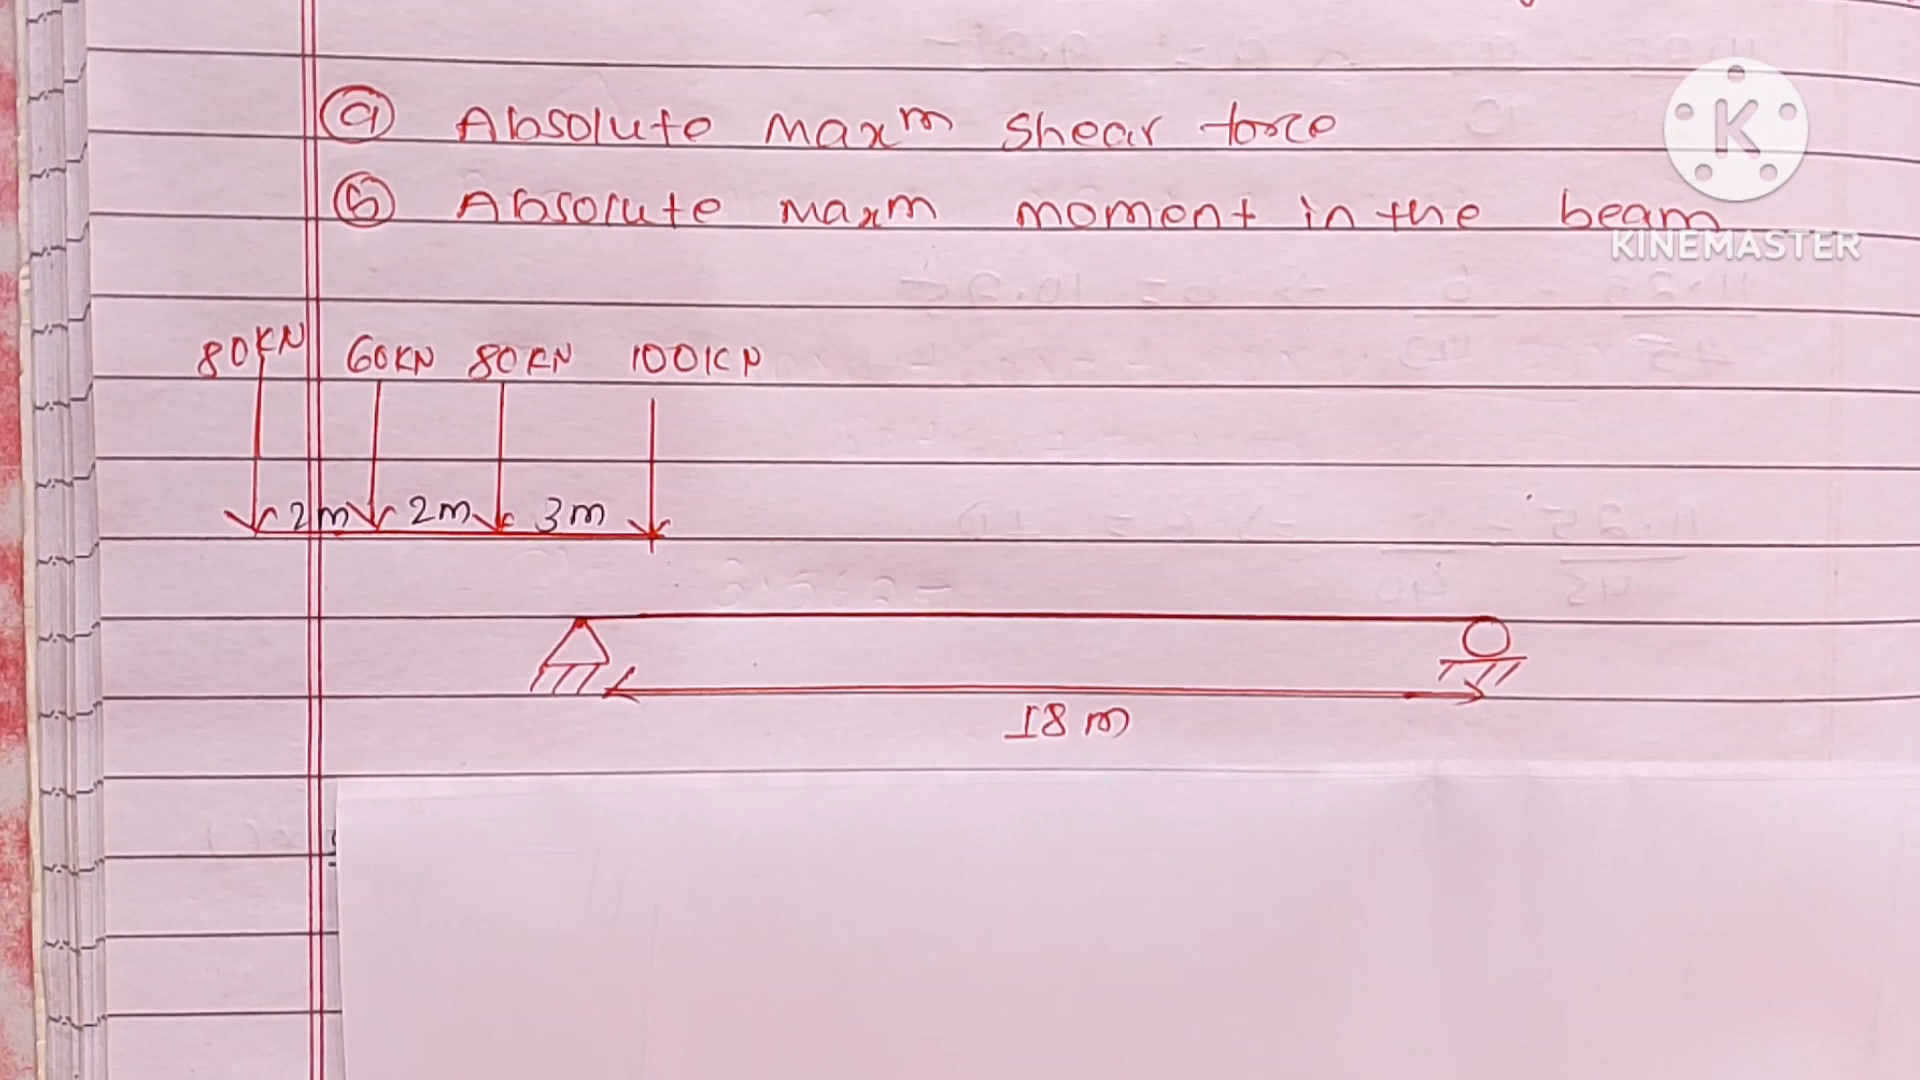 a Absolute maxm shear force
b Absolute maxm moment in the beam
K
KINEMASTER
80KN 60KN 80KN 100KN
2m 2m 3m
18 m